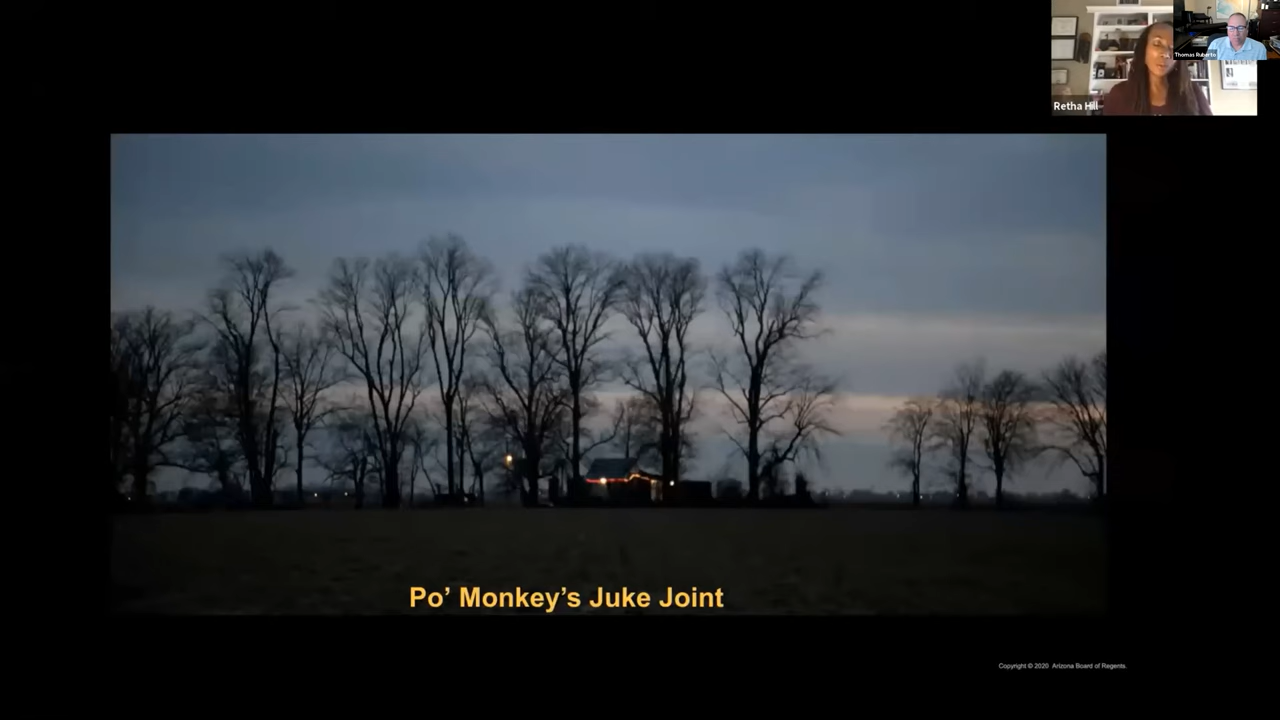 Thomas Ruberto
Retha Hill
Po’ Monkey’s Juke Joint
Copyright © 2020 Arizona Board of Regents.